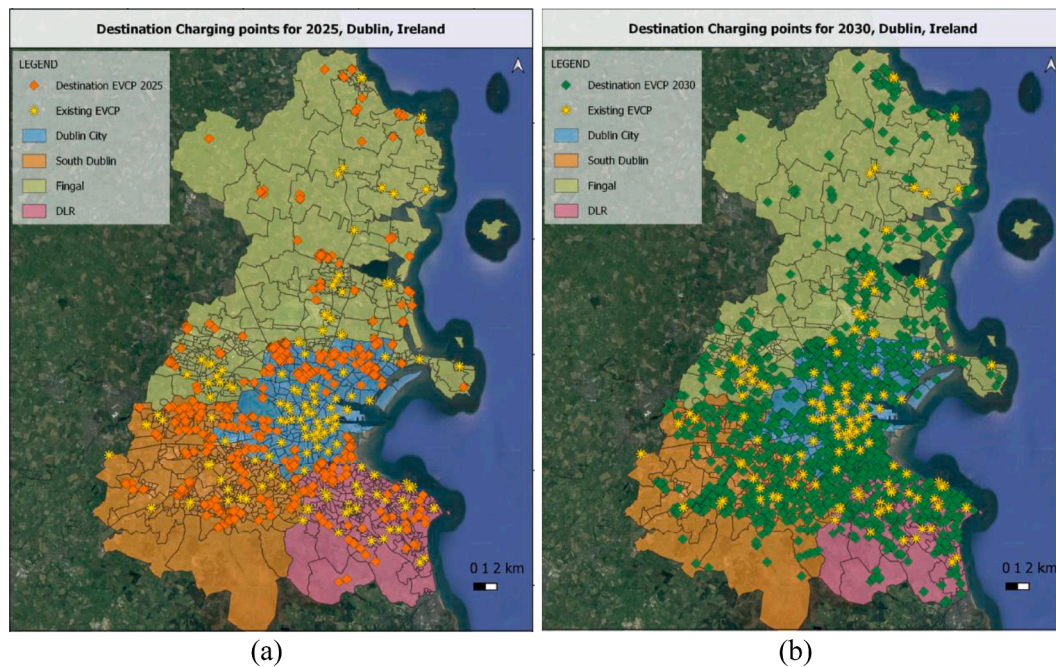 Destination Charging points for 2025, Dublin, Ireland
LEGEND
Destination EVCP 2025
Existing EVCP
Dublin City
South Dublin
Fingal
DLR
0 1 2 km
(a)
Destination Charging points for 2030, Dublin, Ireland
LEGEND
Destination EVCP 2030
Existing EVCP
Dublin City
South Dublin
Fingal
DLR
0 1 2 km
(b)